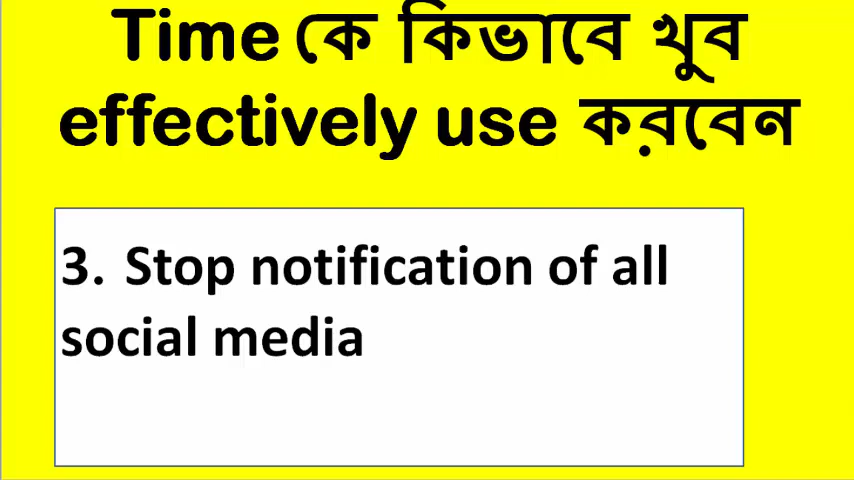 Time কে কিভাবে খুব
effectively use করবেন
3. Stop notification of all
social media